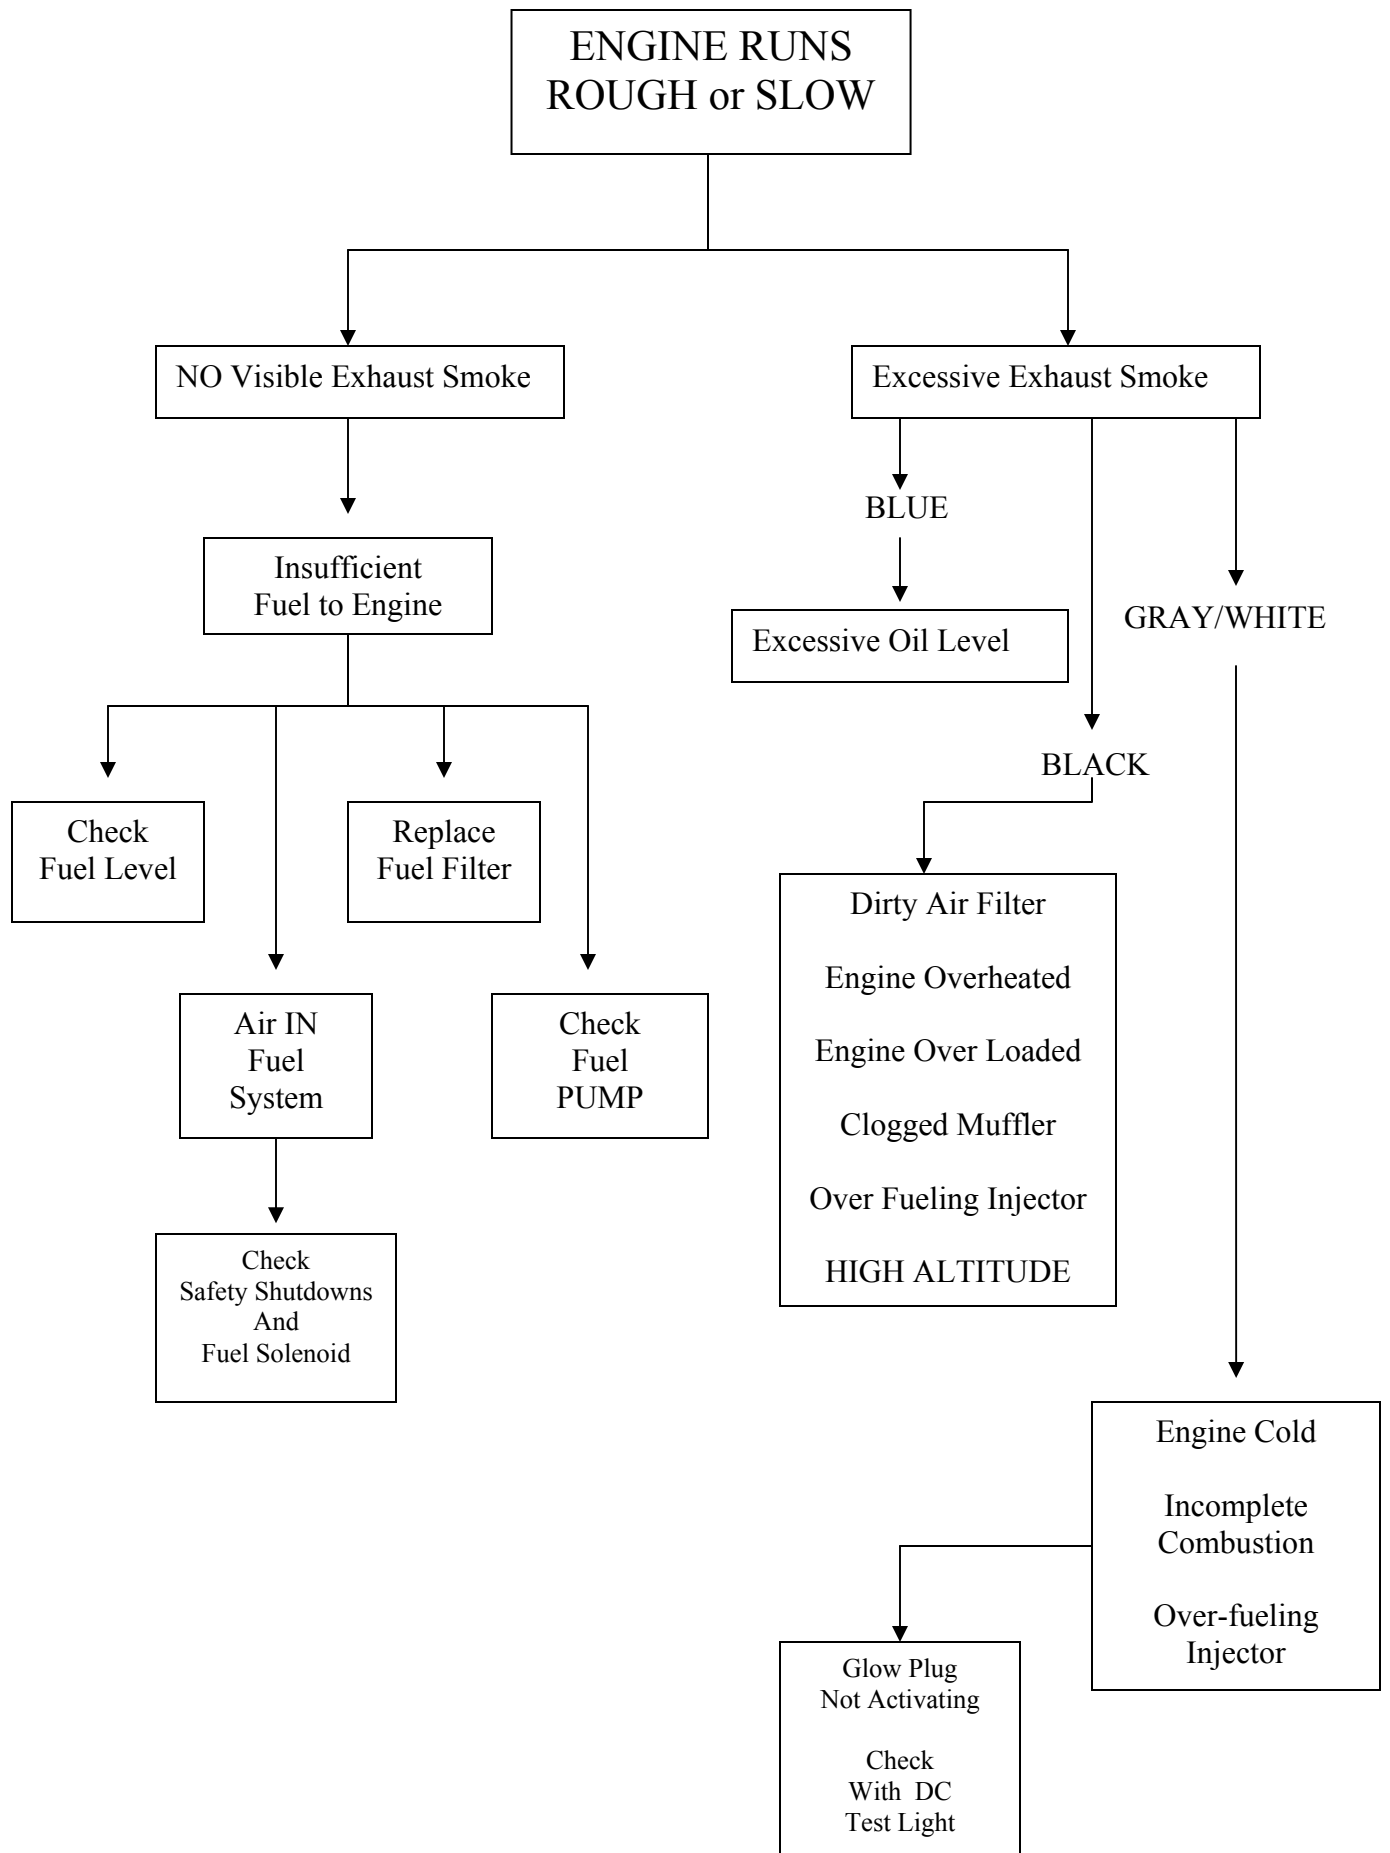 ENGINE RUNS
ROUGH or SLOW
NO Visible Exhaust Smoke
Excessive Exhaust Smoke
BLUE
Insufficient
Fuel to Engine
GRAY/WHITE
Excessive Oil Level
BLACK
Check
Fuel Level
Replace
Fuel Filter
Dirty Air Filter
Engine Overheated
Engine Over Loaded
Clogged Muffler
Over Fueling Injector
HIGH ALTITUDE
Air IN
Fuel
System
Check
Fuel
PUMP
Check
Safety Shutdowns
And
Fuel Solenoid
Engine Cold
Incomplete
Combustion
Over-fueling
Injector
Glow Plug
Not Activating
Check
With  DC
Test Light